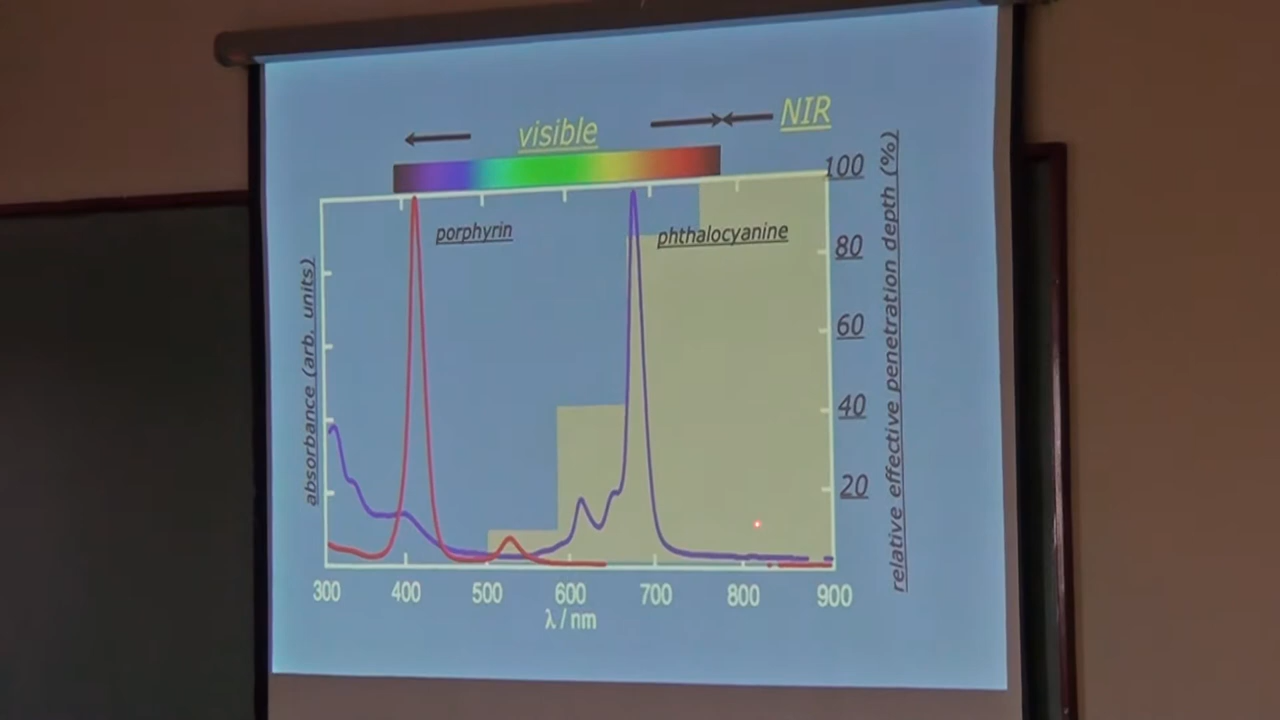 visible
NIR
porphyrin
phthalocyanine
absorbance (arb. units)
100
80
60
40
20
relative effective penetration depth (%)
300 400 500 600 700 800 900
λ / nm